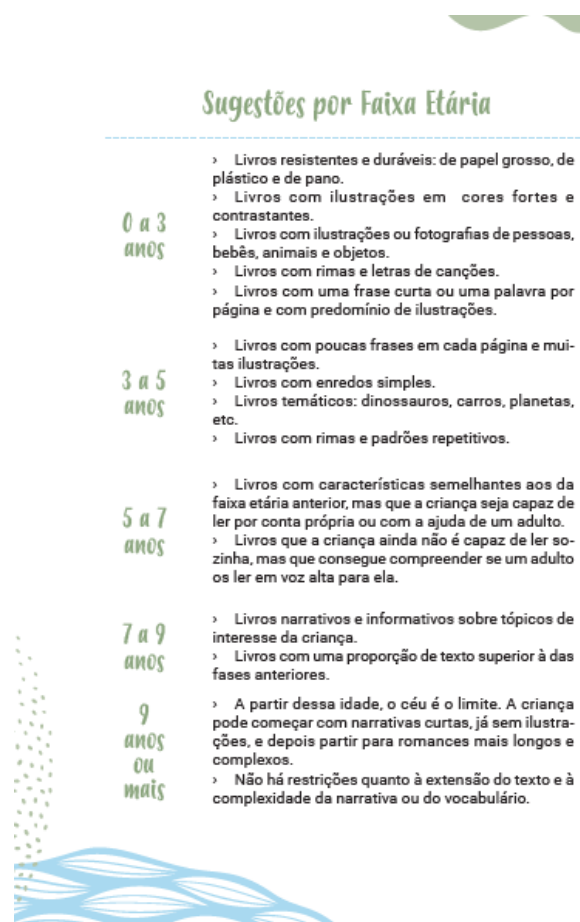 Sugestões por Faixa Etária
0 a 3
anos
› Livros resistentes e duráveis: de papel grosso, de
plástico e de pano.
› Livros com ilustrações em cores fortes e
contrastantes.
› Livros com ilustrações ou fotografias de pessoas,
bebês, animais e objetos.
› Livros com rimas e letras de canções.
› Livros com uma frase curta ou uma palavra por
página e com predomínio de ilustrações.
3 a 5
anos
› Livros com poucas frases em cada página e mui-
tas ilustrações.
› Livros com enredos simples.
› Livros temáticos: dinossauros, carros, planetas,
etc.
› Livros com rimas e padrões repetitivos.
5 a 7
anos
› Livros com características semelhantes aos da
faixa etária anterior, mas que a criança seja capaz de
ler por conta própria ou com a ajuda de um adulto.
› Livros que a criança ainda não é capaz de ler so-
zinha, mas que consegue compreender se um adulto
os ler em voz alta para ela.
7 a 9
anos
› Livros narrativos e informativos sobre tópicos de
interesse da criança.
› Livros com uma proporção de texto superior à das
fases anteriores.
9
anos
ou
mais
› A partir dessa idade, o céu é o limite. A criança
pode começar com narrativas curtas, já sem ilustra-
ções, e depois partir para romances mais longos e
complexos.
› Não há restrições quanto à extensão do texto e à
complexidade da narrativa ou do vocabulário.